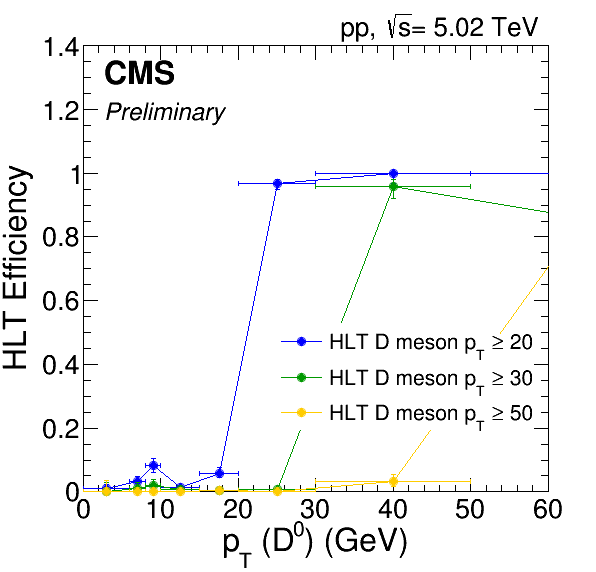 pp, √s= 5.02 TeV
CMS
Preliminary
HLT Efficiency
1.4
1.2
1
0.8
0.6
0.4
0.2
0
HLT D meson p_T ≥ 20
HLT D meson p_T ≥ 30
HLT D meson p_T ≥ 50
0 10 20 30 40 50 60
p_T (D⁰) (GeV)